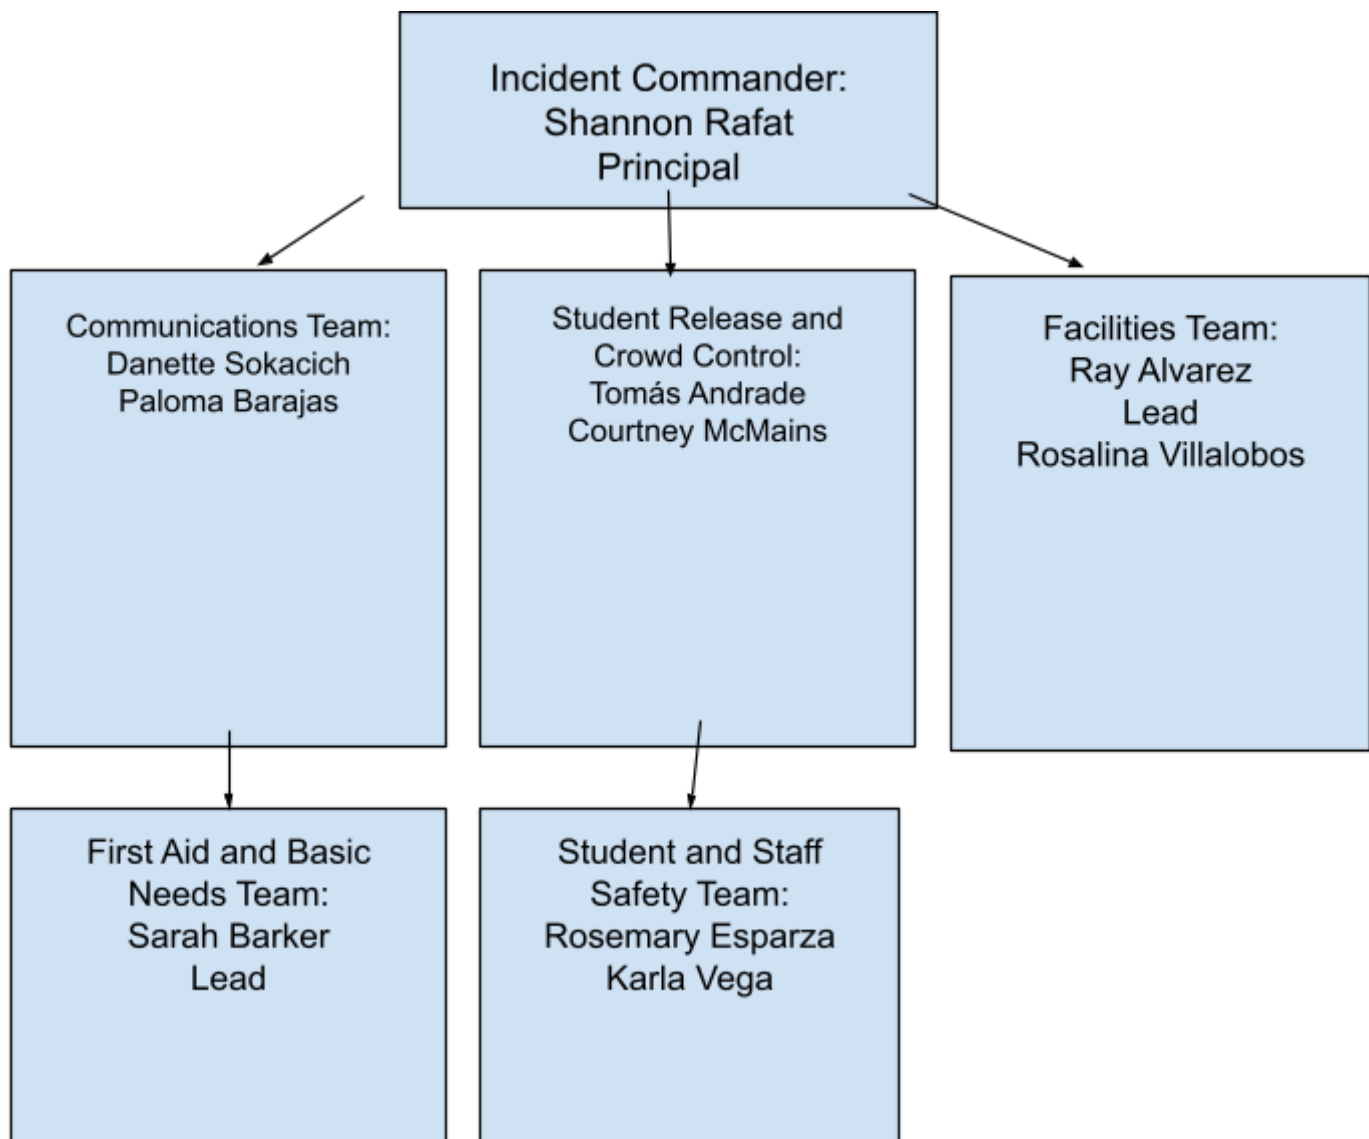 Incident Commander:
Shannon Rafat
Principal
Communications Team:
Danette Sokacich
Paloma Barajas
Student Release and
Crowd Control:
Tomás Andrade
Courtney McMains
Facilities Team:
Ray Alvarez
Lead
Rosalina Villalobos
First Aid and Basic
Needs Team:
Sarah Barker
Lead
Student and Staff
Safety Team:
Rosemary Esparza
Karla Vega